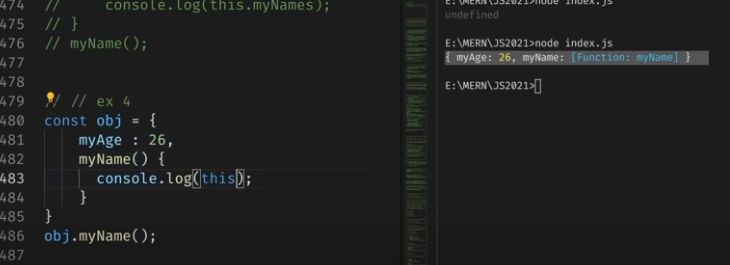 474 //     console.log(this.myNames);
475 // }
476 // myName();
477
478
479 // // ex 4
480 const obj = {
481     myAge : 26,
482     myName() {
483       console.log(this);
484     }
485 }
486 obj.myName();
487
E:\MERN\JS2021>node index.js
undefined
E:\MERN\JS2021>node index.js
{ myAge: 26, myName: [Function: myName] }
E:\MERN\JS2021>